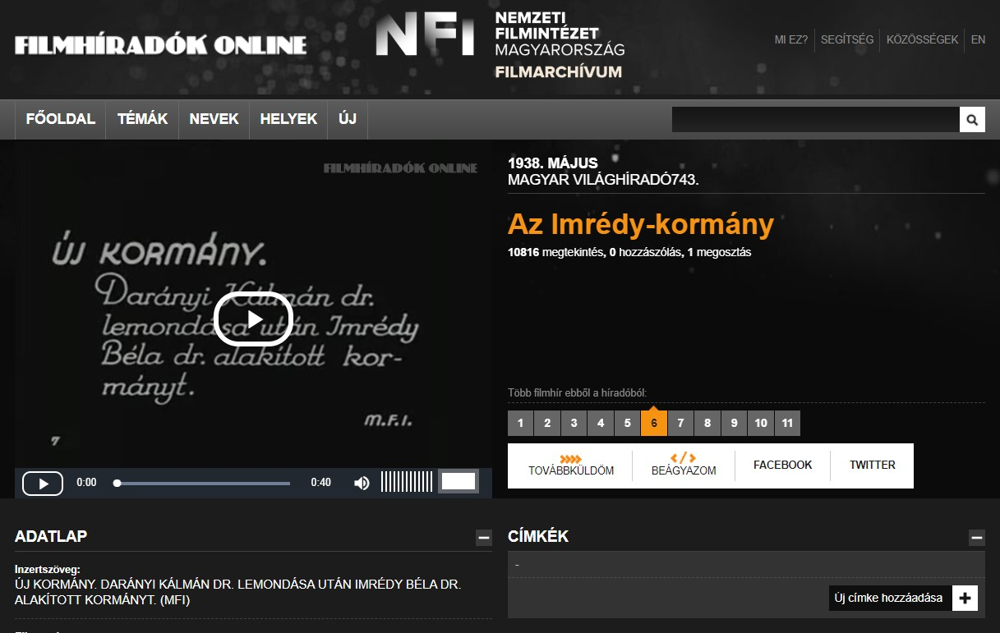 FILMHÍRADÓK ONLINE
NFI
NEMZETI
FILMINTÉZET
MAGYARORSZÁG
FILMARCHÍVUM
MI EZ? SEGÍTSÉG KÖZÖSSÉGEK EN
FŐOLDAL TÉMÁK NEVEK HELYEK ÚJ
FILMHÍRADÓK ONLINE
ÚJ KORMÁNY.
Darányi Kálmán dr.
lemondása után Imrédy
Béla dr. alakított kor-
mányt.
M.F.I.
7
0:00 0:40
1938. MÁJUS
MAGYAR VILÁGHÍRADÓ743.
Az Imrédy-kormány
10816 megtekintés, 0 hozzászólás, 1 megosztás
Több filmhír ebből a híradóból:
1 2 3 4 5 6 7 8 9 10 11
TOVÁBBKÜLDÖM BEÁGYAZOM FACEBOOK TWITTER
ADATLAP
Inzertszöveg:
ÚJ KORMÁNY. DARÁNYI KÁLMÁN DR. LEMONDÁSA UTÁN IMRÉDY BÉLA DR.
ALAKÍTOTT KORMÁNYT. (MFI)
CÍMKÉK
-
Új címke hozzáadása